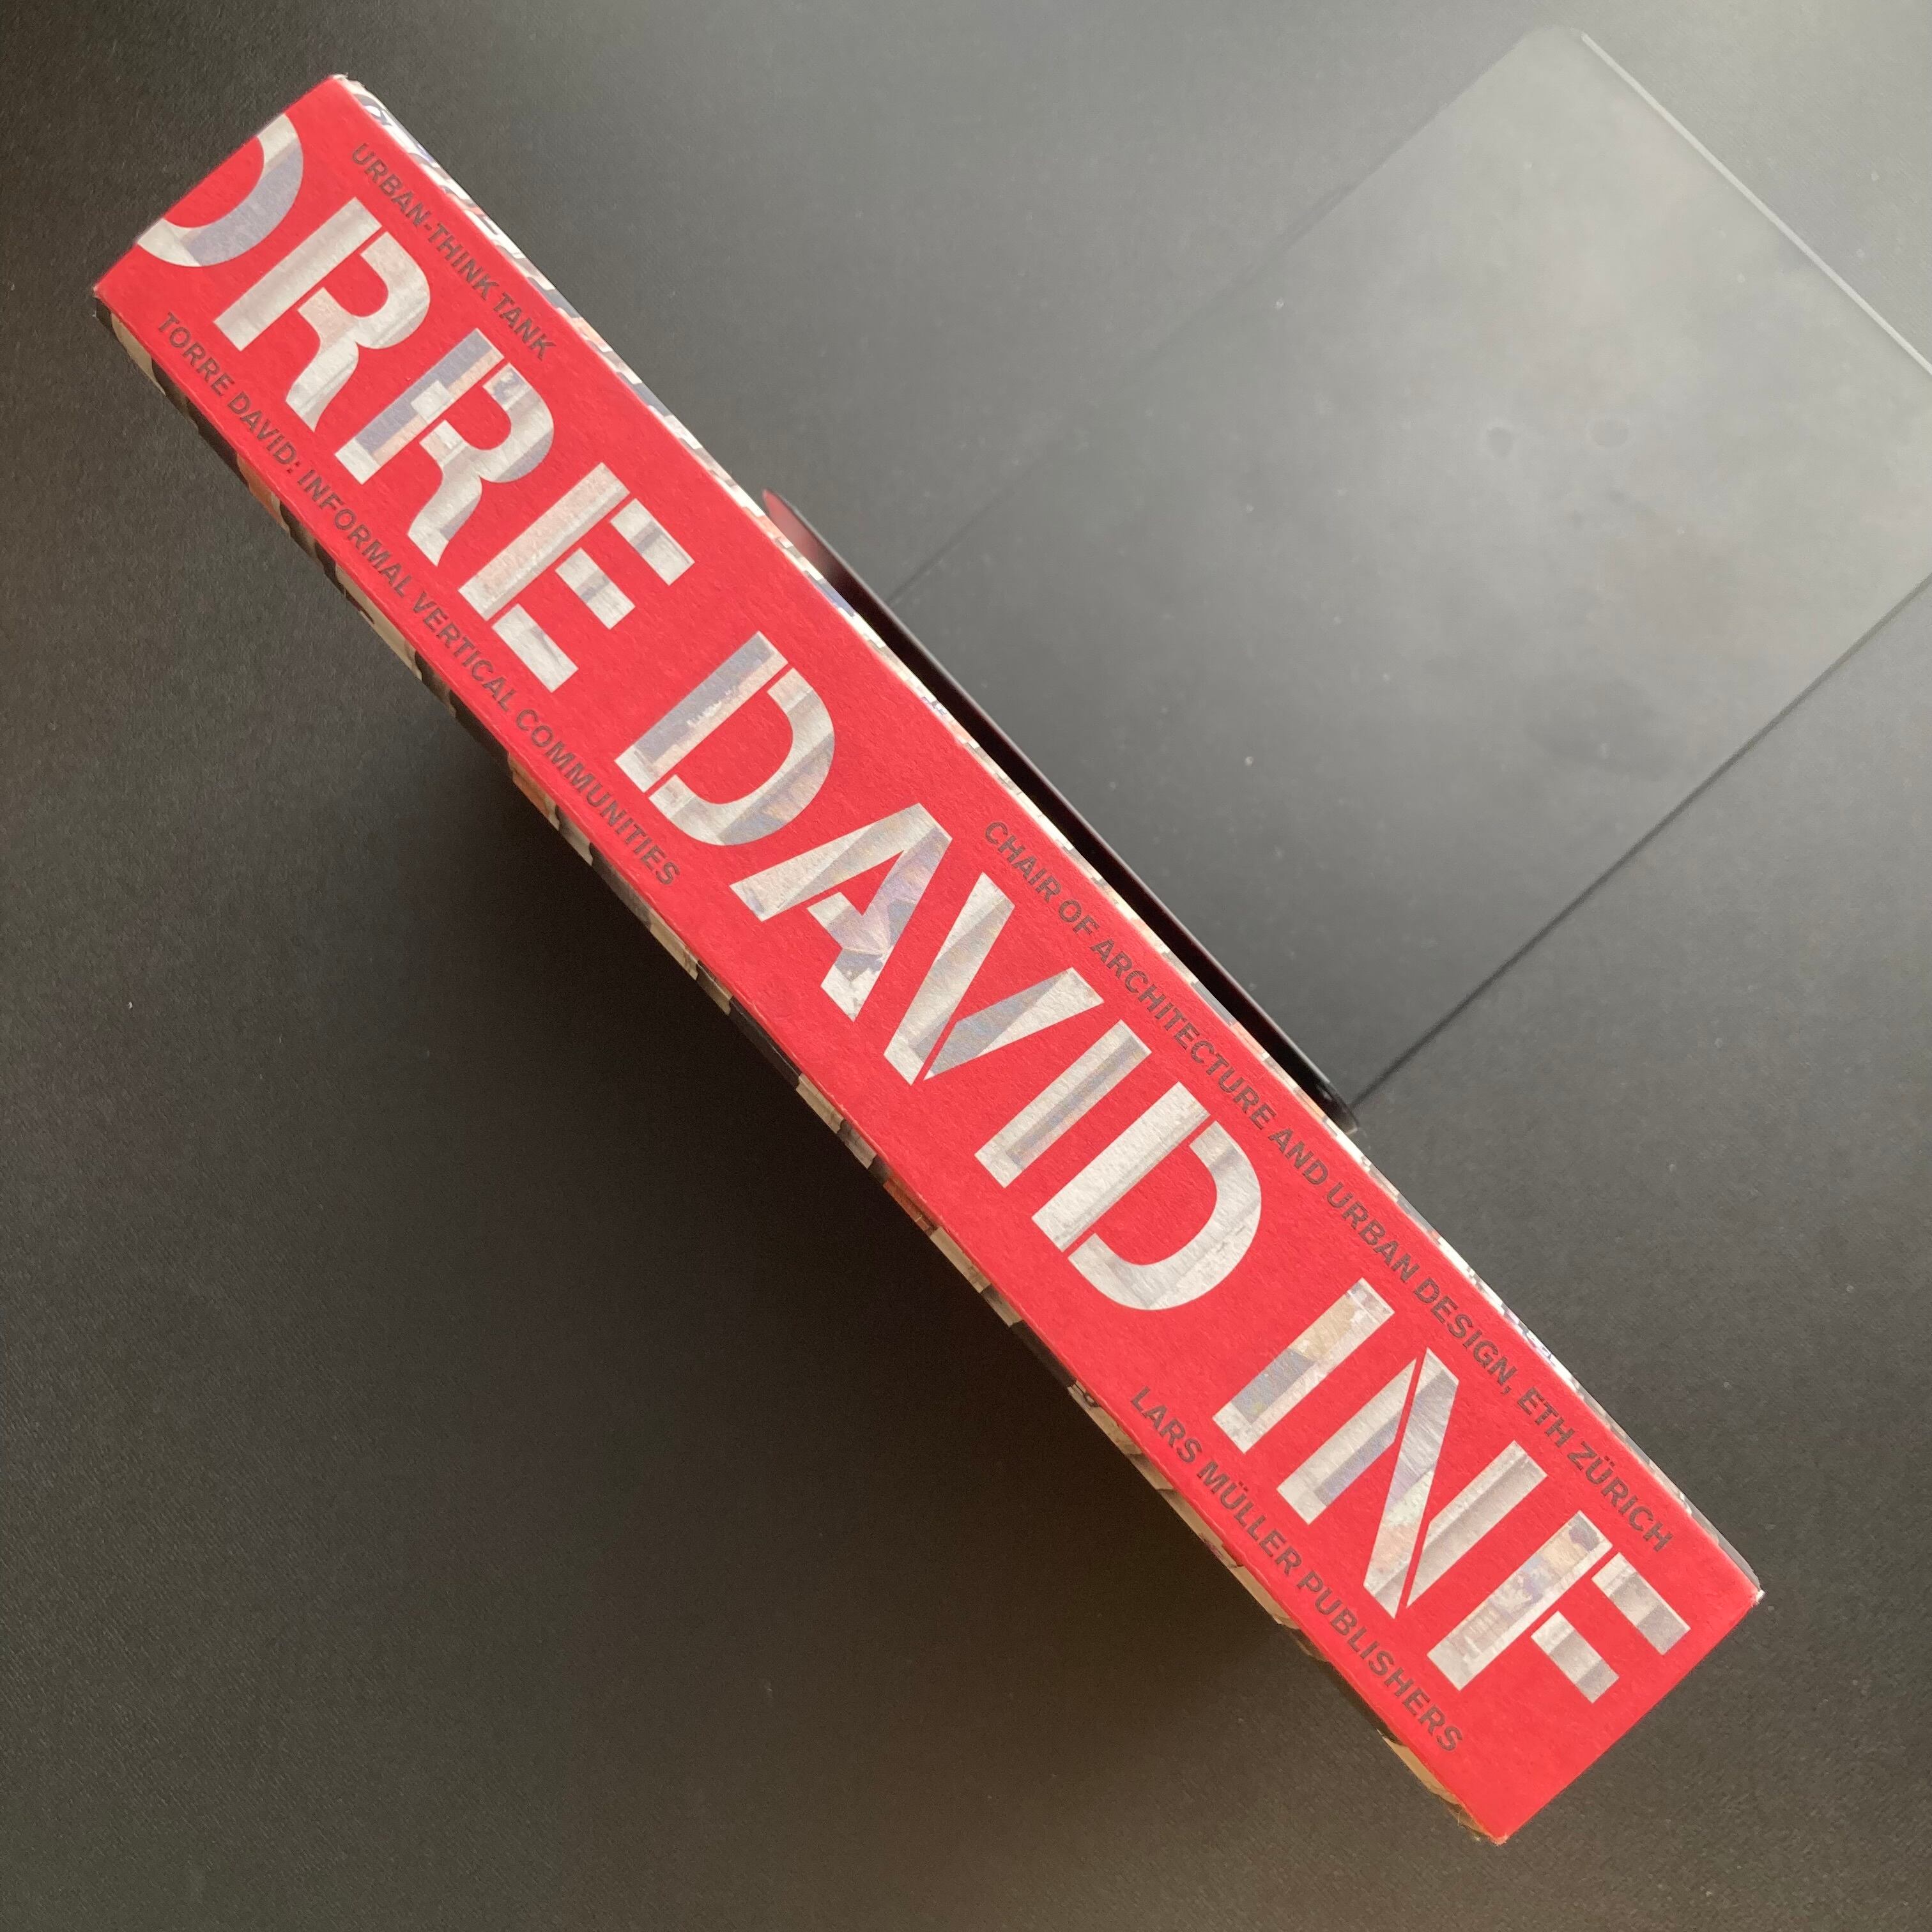 URBAN-THINK TANK
CHAIR OF ARCHITECTURE AND URBAN DESIGN, ETH ZÜRICH
ORRE DAVID INF
TORRE DAVID: INFORMAL VERTICAL COMMUNITIES
LARS MÜLLER PUBLISHERS